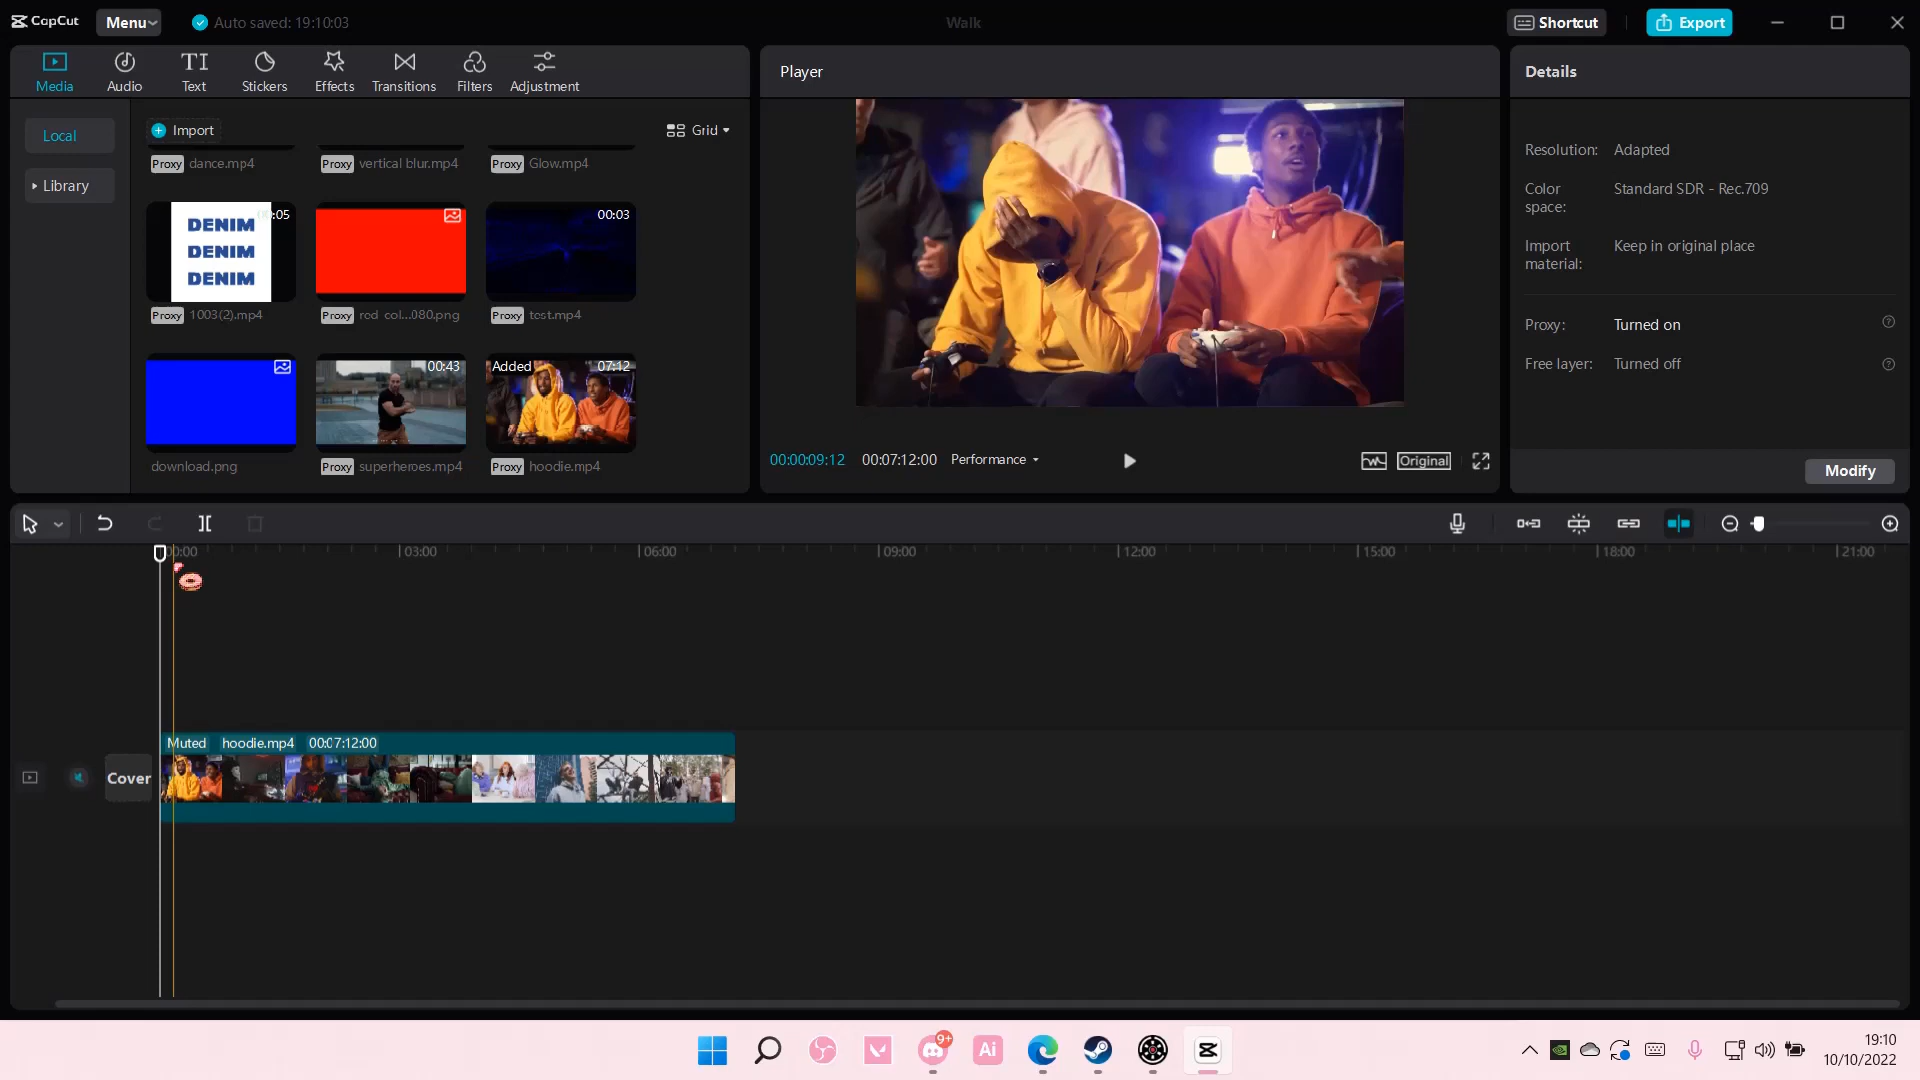 CapCut Menu Auto saved: 19:10:03 Walk Shortcut Export
Media Audio Text Stickers Effects Transitions Filters Adjustment
Player
Details
Local
Library
Import
Grid
Proxy dance.mp4
Proxy vertical blur.mp4
Proxy Glow.mp4
DENIM
DENIM
DENIM
:05
Proxy 1003(2).mp4
Proxy red-col...080.png
00:03
Proxy test.mp4
download.png
00:43
Proxy superheroes.mp4
Added 07:12
Proxy hoodie.mp4
00:00:09:12 00:07:12:00 Performance Original
Resolution: Adapted
Color space: Standard SDR - Rec.709
Import material: Keep in original place
Proxy: Turned on
Free layer: Turned off
Modify
00:00 03:00 06:00 09:00 12:00 15:00 18:00 21:00
Muted hoodie.mp4 00:07:12:00
Cover
9+
Ai
19:10
10/10/2022